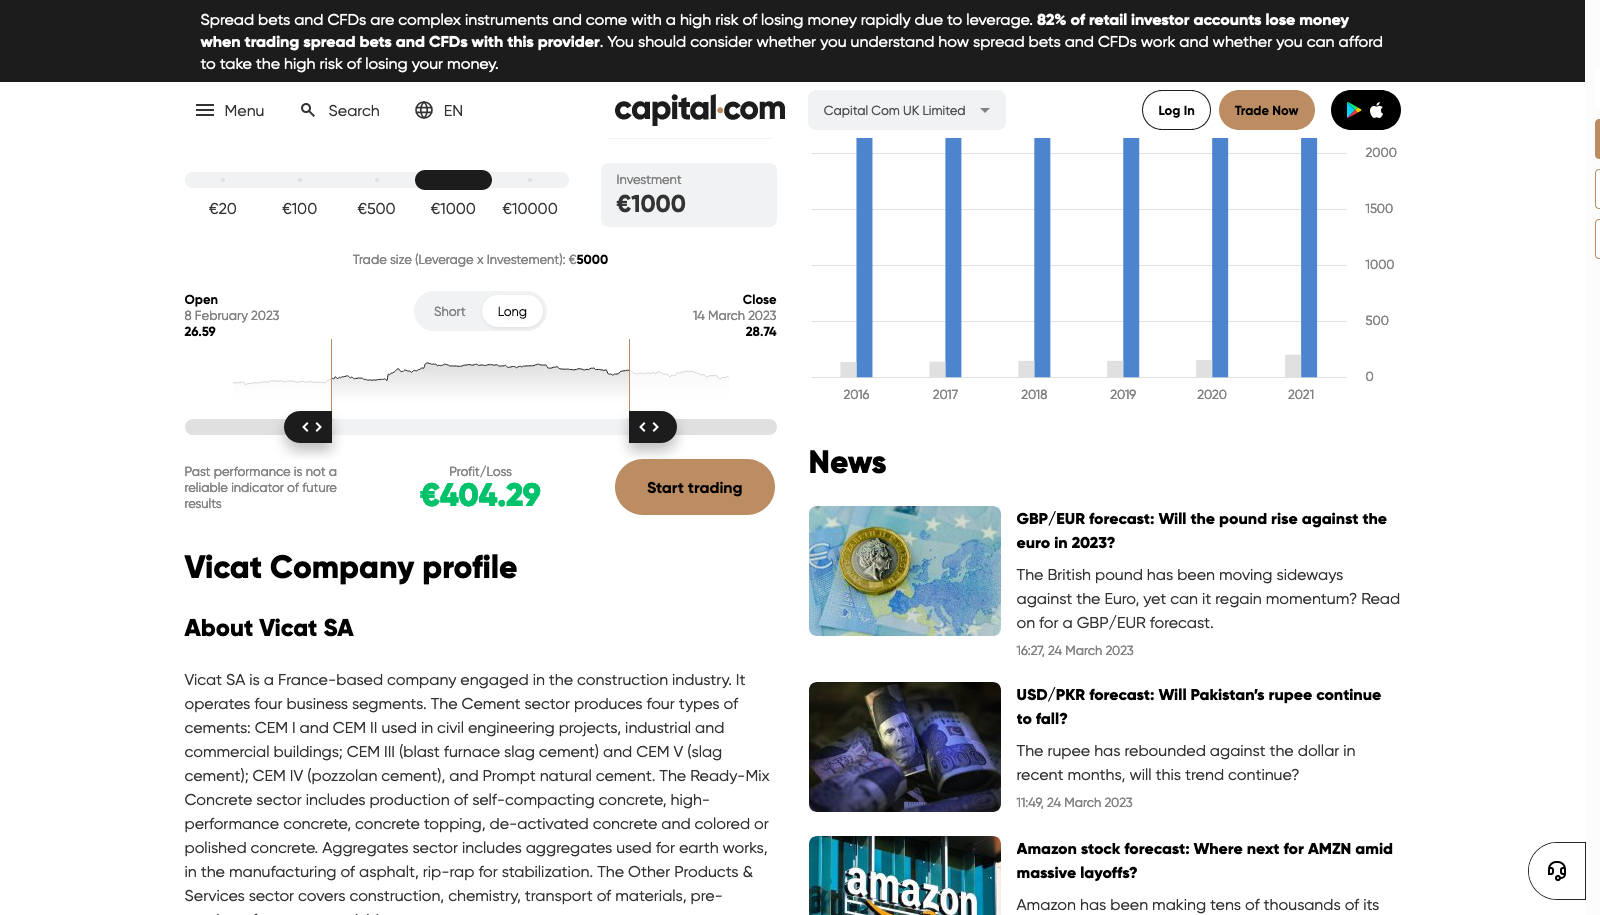 Spread bets and CFDs are complex instruments and come with a high risk of losing money rapidly due to leverage. 82% of retail investor accounts lose money
when trading spread bets and CFDs with this provider. You should consider whether you understand how spread bets and CFDs work and whether you can afford
to take the high risk of losing your money.
Menu
Search
EN
capital.com
Capital Com UK Limited
Log In
Trade Now
€20
€100
€500
€1000
€10000
Investment
€1000
Trade size (Leverage x Investement): €5000
Open
8 February 2023
26.59
Short
Long
Close
14 March 2023
28.74
Past performance is not a
reliable indicator of future
results
Profit/Loss
€404.29
Start trading
Vicat Company profile
About Vicat SA
Vicat SA is a France-based company engaged in the construction industry. It
operates four business segments. The Cement sector produces four types of
cements: CEM I and CEM II used in civil engineering projects, industrial and
commercial buildings; CEM III (blast furnace slag cement) and CEM V (slag
cement); CEM IV (pozzolan cement), and Prompt natural cement. The Ready-Mix
Concrete sector includes production of self-compacting concrete, high-
performance concrete, concrete topping, de-activated concrete and colored or
polished concrete. Aggregates sector includes aggregates used for earth works,
in the manufacturing of asphalt, rip-rap for stabilization. The Other Products &
Services sector covers construction, chemistry, transport of materials, pre-
2000
1500
1000
500
0
2016
2017
2018
2019
2020
2021
News
GBP/EUR forecast: Will the pound rise against the
euro in 2023?
The British pound has been moving sideways
against the Euro, yet can it regain momentum? Read
on for a GBP/EUR forecast.
16:27, 24 March 2023
USD/PKR forecast: Will Pakistan's rupee continue
to fall?
The rupee has rebounded against the dollar in
recent months, will this trend continue?
11:49, 24 March 2023
amazon
Amazon stock forecast: Where next for AMZN amid
massive layoffs?
Amazon has been making tens of thousands of its